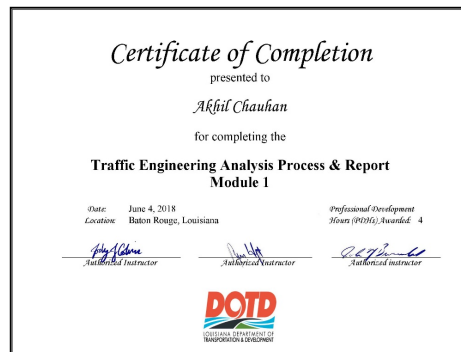 Certificate of Completion
presented to
Akhil Chauhan
for completing the
Traffic Engineering Analysis Process & Report
Module 1
Date: June 4, 2018
Location: Baton Rouge, Louisiana
Professional Development
Hours (PDHs) Awarded: 4
Authorized Instructor
Authorized Instructor
Authorized instructor
DOTD
LOUISIANA DEPARTMENT OF
TRANSPORTATION & DEVELOPMENT